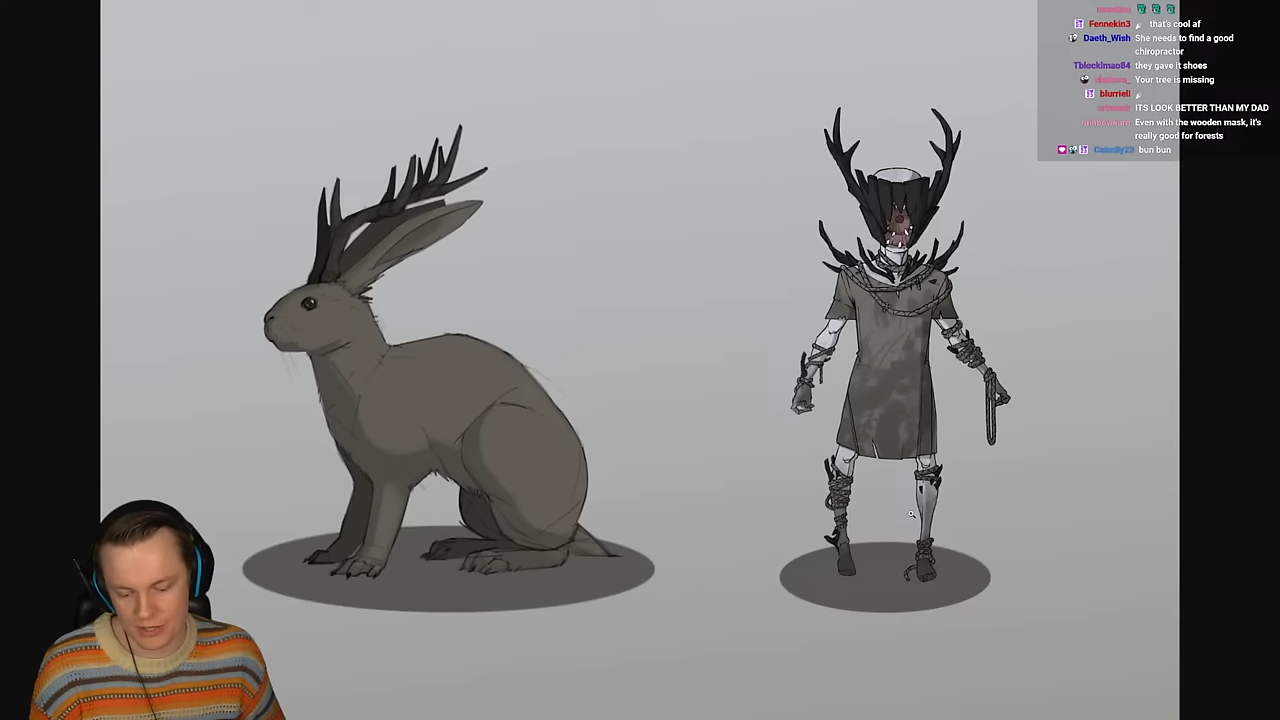 Fennekin3 that's cool af
Daeth_Wish She needs to find a good
chiropractor
Tblocklmao84 they gave it shoes
Your tree is missing
blurrieli
ITS LOOK BETTER THAN MY DAD
Even with the wooden mask, it's
really good for forests
bun bun